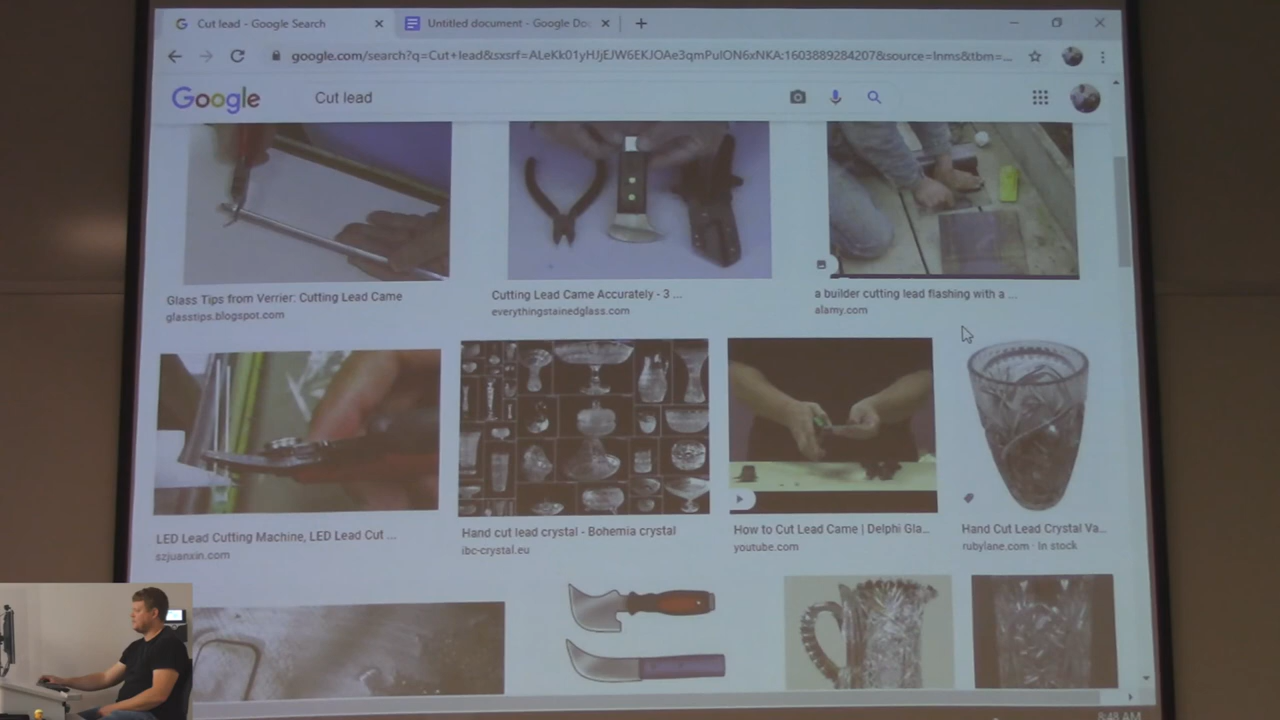 Cut lead - Google Search
Untitled document - Google Do
google.com/search?q=Cut+lead&sxsrf=ALeKk01yHJjEJW6EKJOAe3qmPulON6xNKA:1603889284207&source=lnms&tbm=...
Google
Cut lead
Glass Tips from Verrier: Cutting Lead Came
glasstips.blogspot.com
Cutting Lead Came Accurately - 3 ...
everythingstainedglass.com
a builder cutting lead flashing with a ...
alamy.com
LED Lead Cutting Machine, LED Lead Cut ...
szjuanxin.com
Hand cut lead crystal - Bohemia crystal
ibc-crystal.eu
How to Cut Lead Came | Delphi Gla...
youtube.com
Hand Cut Lead Crystal Va...
rubylane.com · In stock
8:48 AM